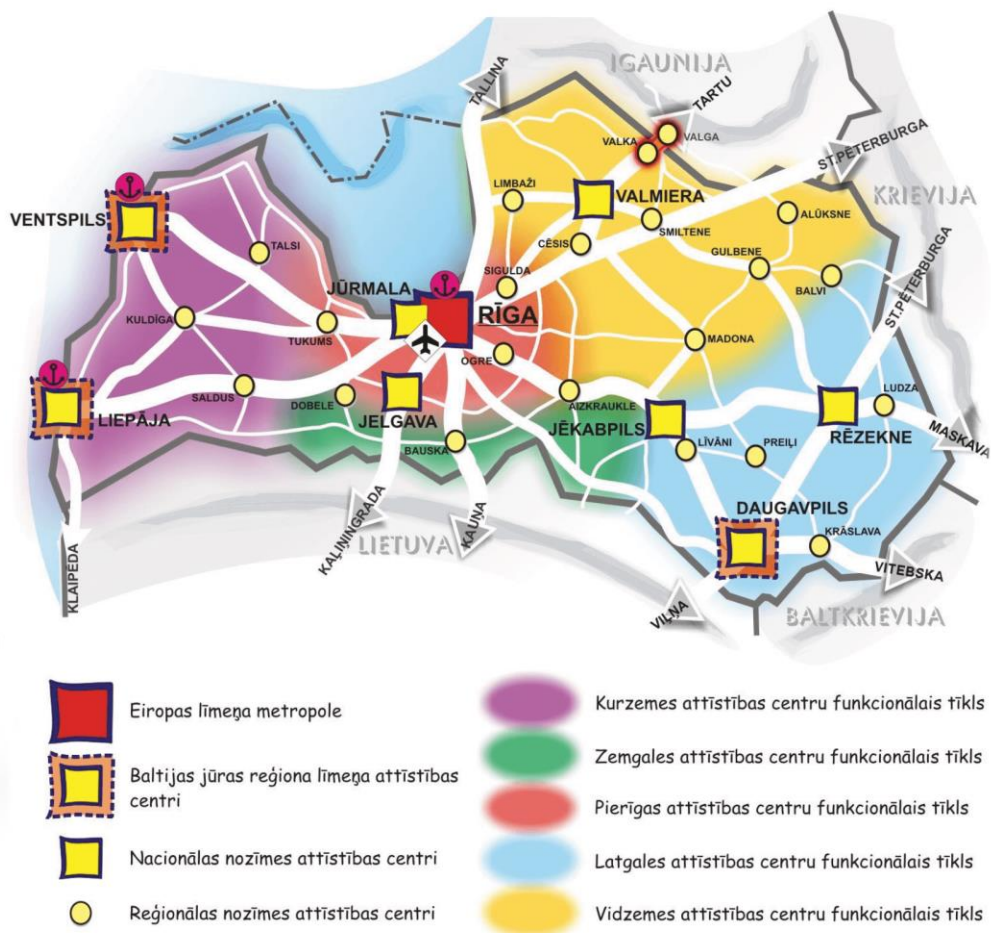 IGAUNIJA
TALLINA
TARTU
VALKA
VALGA
ST.PĒTERBURGA
KRIEVIJA
LIMBAŽI
VALMIERA
VENTSPILS
ALŪKSNE
SMILTENE
CĒSIS
TALSI
GULBENE
SIGULDA
ST.PĒTERBURGA
BALVI
JŪRMALA
RĪGA
KULDĪGA
TUKUMS
MADONA
OGRE
LUDZA
SALDUS
DOBELE
AIZKRAUKLE
LIEPĀJA
JELGAVA
JĒKABPILS
RĒZEKNE
MASKAVA
LĪVĀNI
PREIĻI
BAUSKA
DAUGAVPILS
KRĀSLAVA
KAĻIŅINGRADA
LIETUVA
KAUŅA
KLAIPĒDA
VITEBSKA
VIĻŅA
BALTKRIEVIJA
Eiropas līmeņa metropole
Baltijas jūras reģiona līmeņa attīstības
centri
Nacionālas nozīmes attīstības centri
Reģionālas nozīmes attīstības centri
Kurzemes attīstības centru funkcionālais tīkls
Zemgales attīstības centru funkcionālais tīkls
Pierīgas attīstības centru funkcionālais tīkls
Latgales attīstības centru funkcionālais tīkls
Vidzemes attīstības centru funkcionālais tīkls